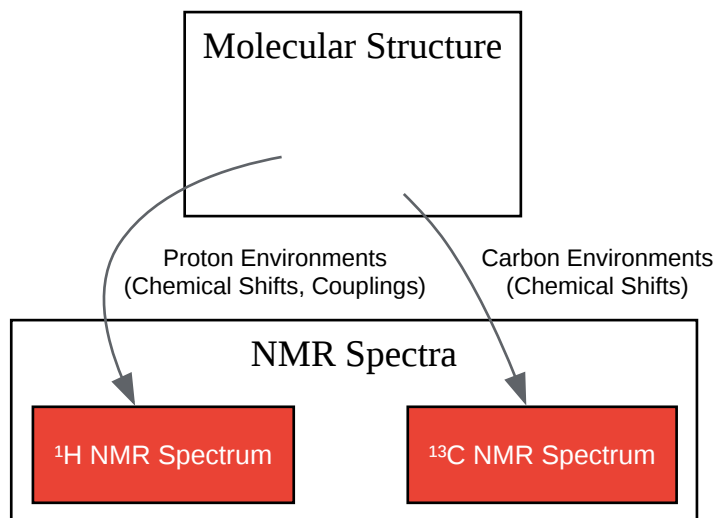 Molecular Structure
Proton Environments
(Chemical Shifts, Couplings)
Carbon Environments
(Chemical Shifts)
NMR Spectra
¹H NMR Spectrum
¹³C NMR Spectrum